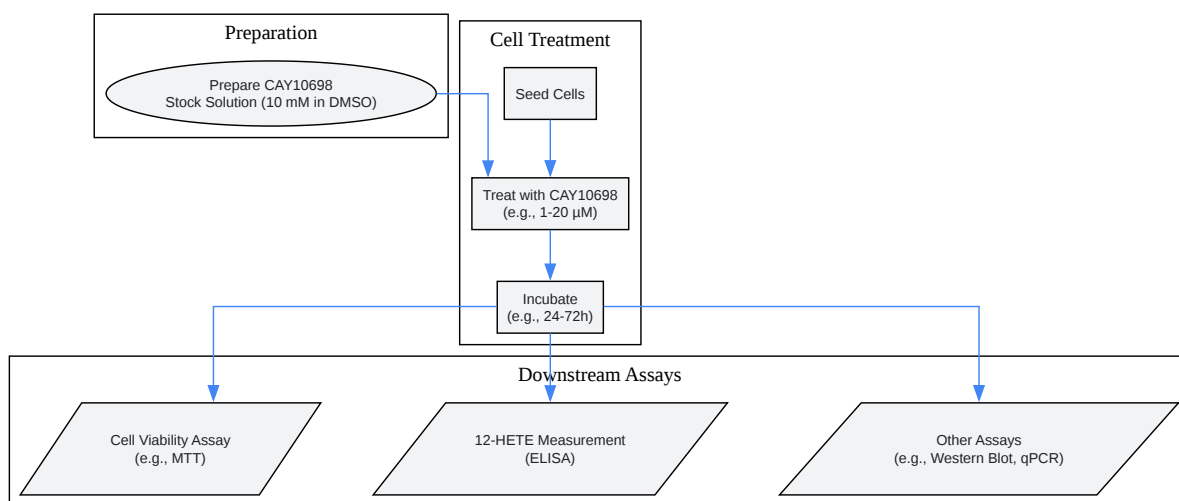 Preparation
Prepare CAY10698
Stock Solution (10 mM in DMSO)
Cell Treatment
Seed Cells
Treat with CAY10698
(e.g., 1-20 µM)
Incubate
(e.g., 24-72h)
Downstream Assays
Cell Viability Assay
(e.g., MTT)
12-HETE Measurement
(ELISA)
Other Assays
(e.g., Western Blot, qPCR)